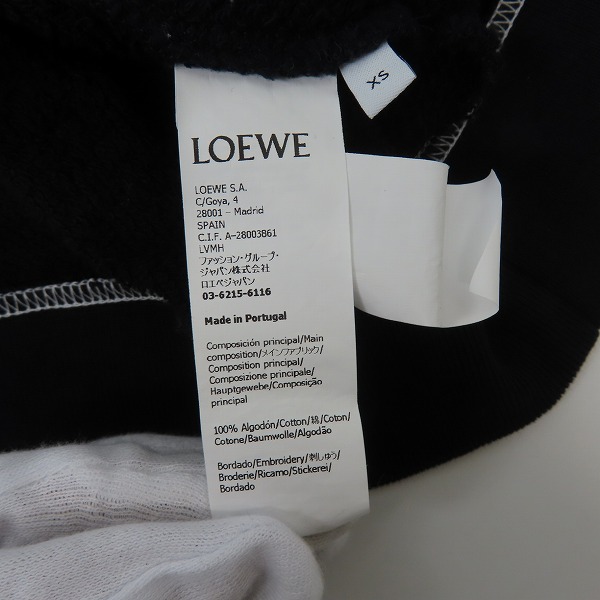 XS
LOEWE
LOEWE S.A.
C/Goya, 4
28001 – Madrid
SPAIN
C.I.F. A-28003861
LVMH
ファッション・グループ・
ジャパン株式会社
ロエベジャパン
03-6215-6116
Made in Portugal
Composición principal/Main
composition/メインファブリック/
Composition principal/
Composizione principale/
Hauptgewebe/Composição
principal
100% Algodón/Cotton/綿/Coton/
Cotone/Baumwolle/Algodão
Bordado/Embroidery/刺しゅう/
Broderie/Ricamo/Stickerei/
Bordado